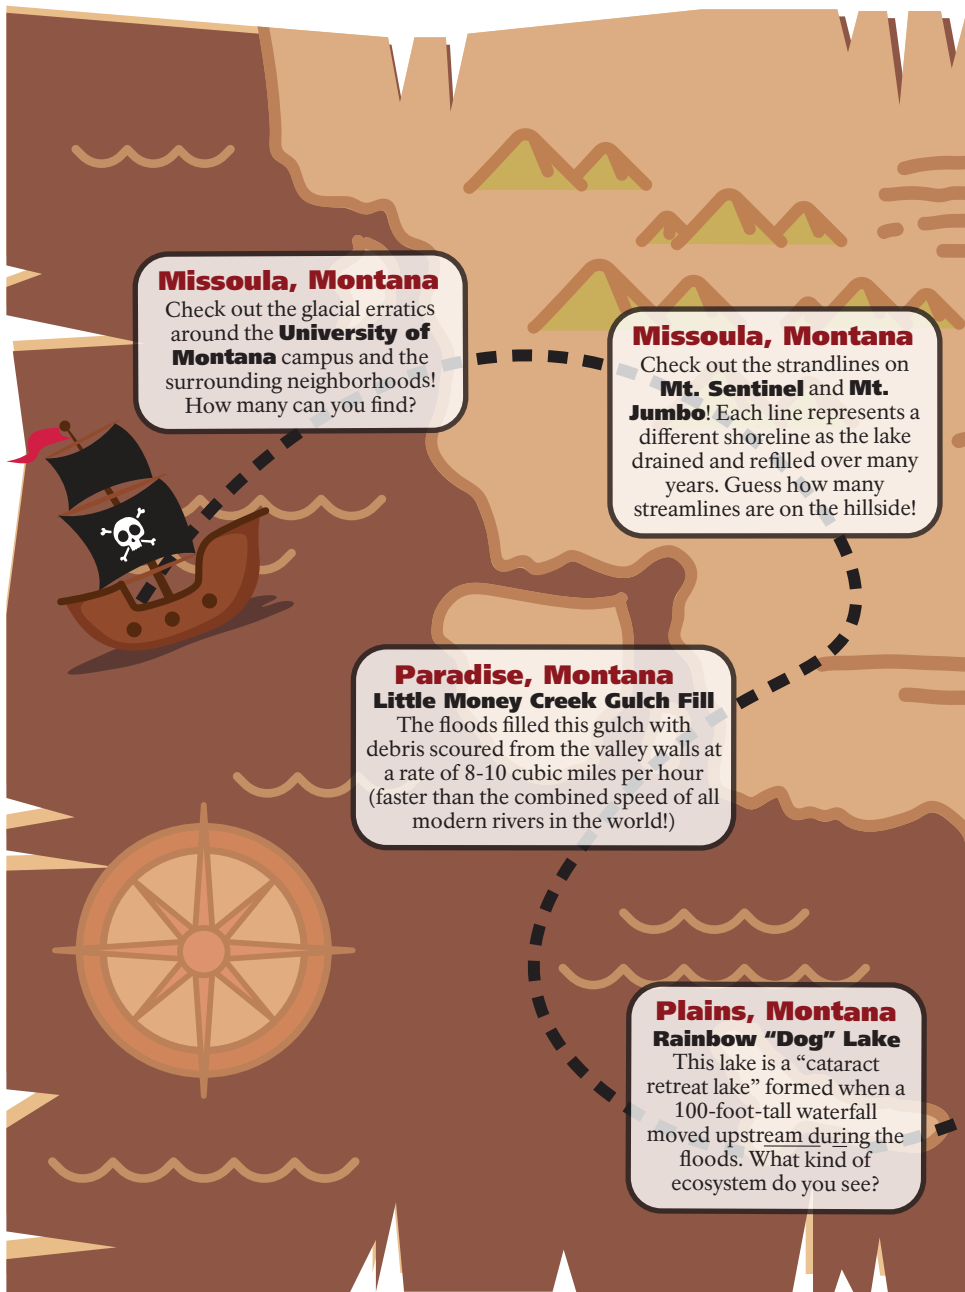 Missoula, Montana
Check out the glacial erratics
around the University of
Montana campus and the
surrounding neighborhoods!
How many can you find?
Missoula, Montana
Check out the strandlines on
Mt. Sentinel and Mt.
Jumbo! Each line represents a
different shoreline as the lake
drained and refilled over many
years. Guess how many
streamlines are on the hillside!
Paradise, Montana
Little Money Creek Gulch Fill
The floods filled this gulch with
debris scoured from the valley walls at
a rate of 8-10 cubic miles per hour
(faster than the combined speed of all
modern rivers in the world!)
Plains, Montana
Rainbow “Dog” Lake
This lake is a “cataract
retreat lake” formed when a
100-foot-tall waterfall
moved upstream during the
floods. What kind of
ecosystem do you see?